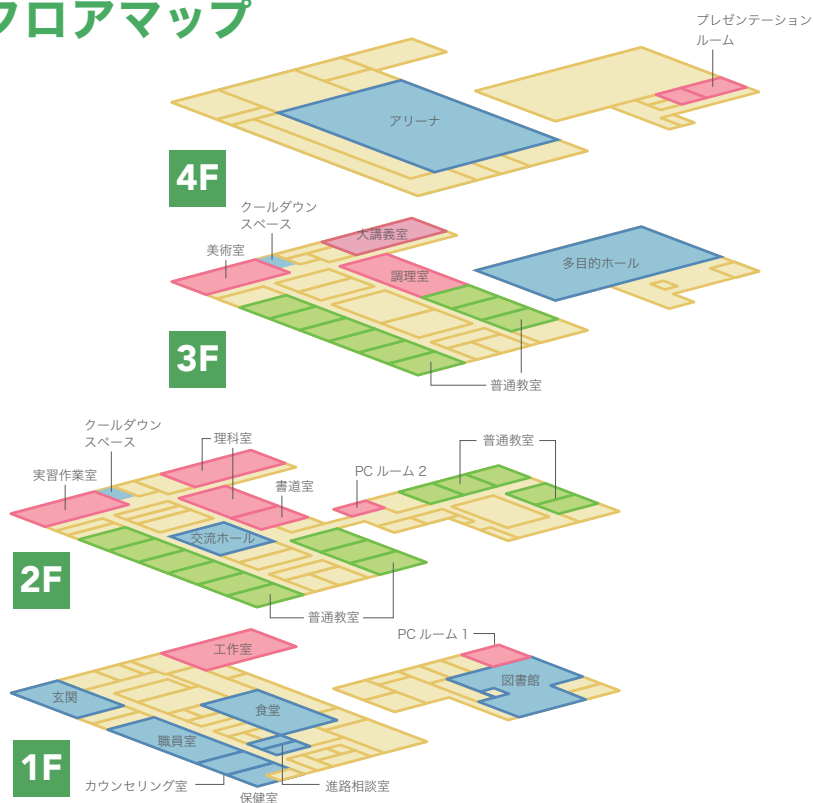 フロアマップ
プレゼンテーション
ルーム
アリーナ
4F
クールダウン
スペース
大講義室
美術室
調理室
多目的ホール
3F
普通教室
クールダウン
スペース
理科室
普通教室
実習作業室
書道室
PC ルーム 2
交流ホール
2F
普通教室
PC ルーム 1
工作室
図書館
玄関
食堂
職員室
1F
カウンセリング室
進路相談室
保健室